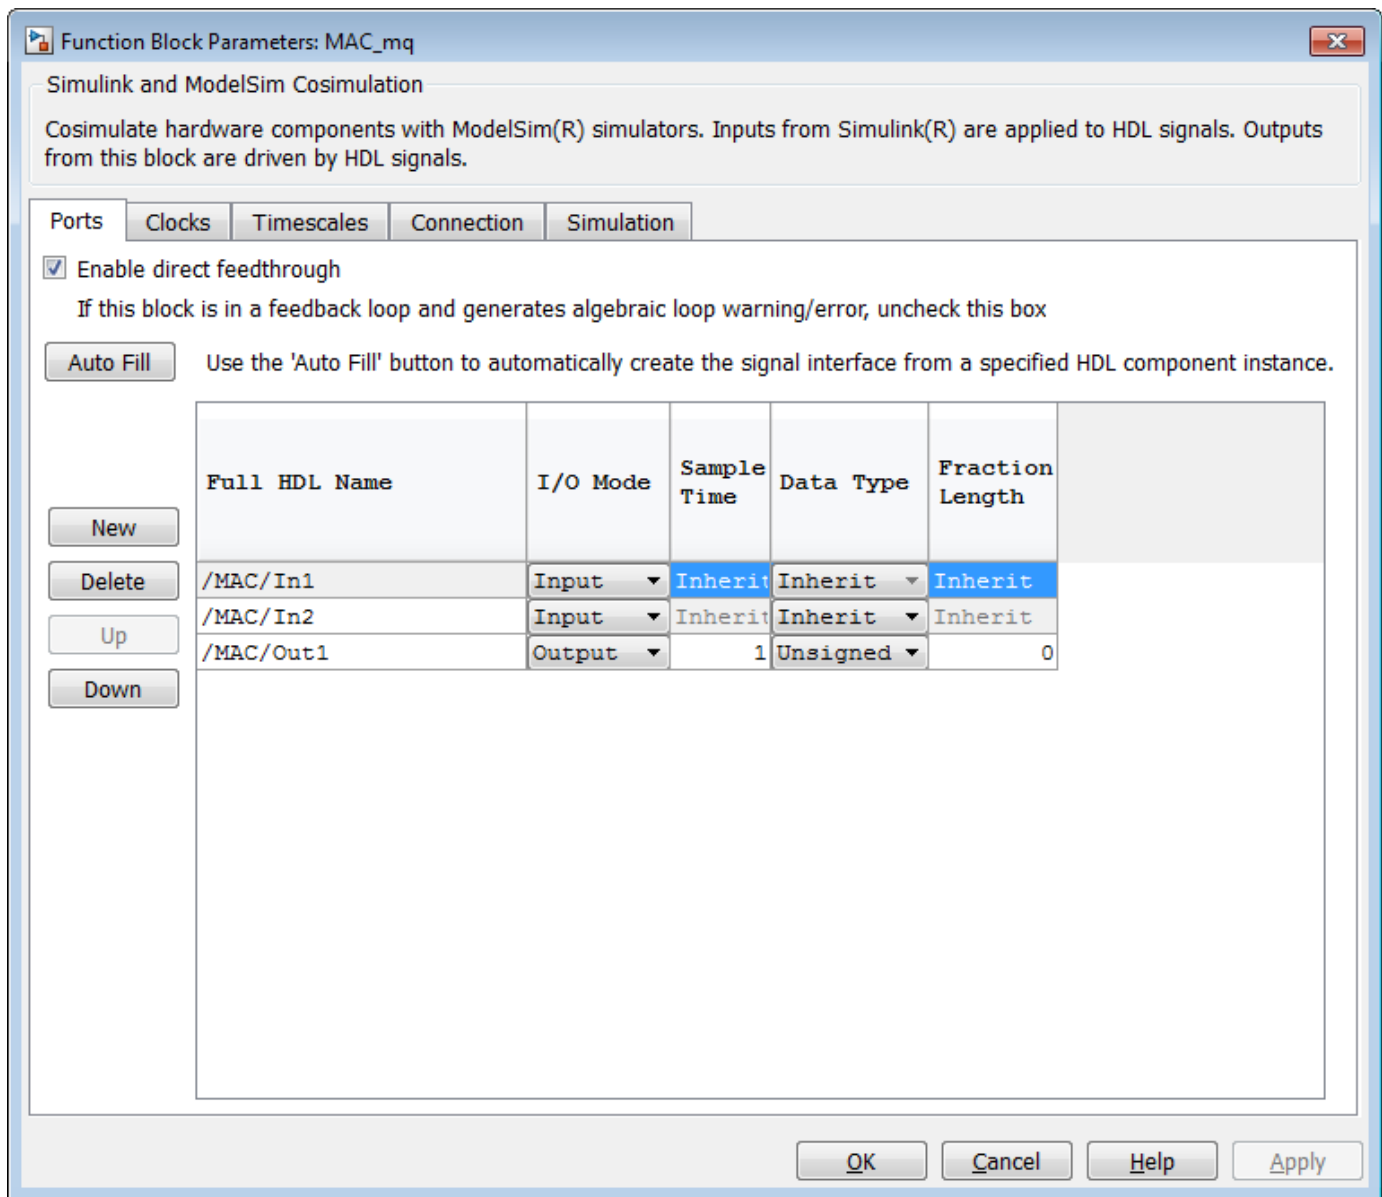 Function Block Parameters: MAC_mq
Simulink and ModelSim Cosimulation
Cosimulate hardware components with ModelSim(R) simulators. Inputs from Simulink(R) are applied to HDL signals. Outputs
from this block are driven by HDL signals.
Ports Clocks Timescales Connection Simulation
Enable direct feedthrough
If this block is in a feedback loop and generates algebraic loop warning/error, uncheck this box
Auto Fill Use the 'Auto Fill' button to automatically create the signal interface from a specified HDL component instance.
Full HDL Name I/O Mode Sample Time Data Type Fraction Length
New
Delete /MAC/In1 Input Inherit Inherit Inherit
Up /MAC/In2 Input Inherit Inherit Inherit
/MAC/Out1 Output 1 Unsigned 0
Down
OK Cancel Help Apply